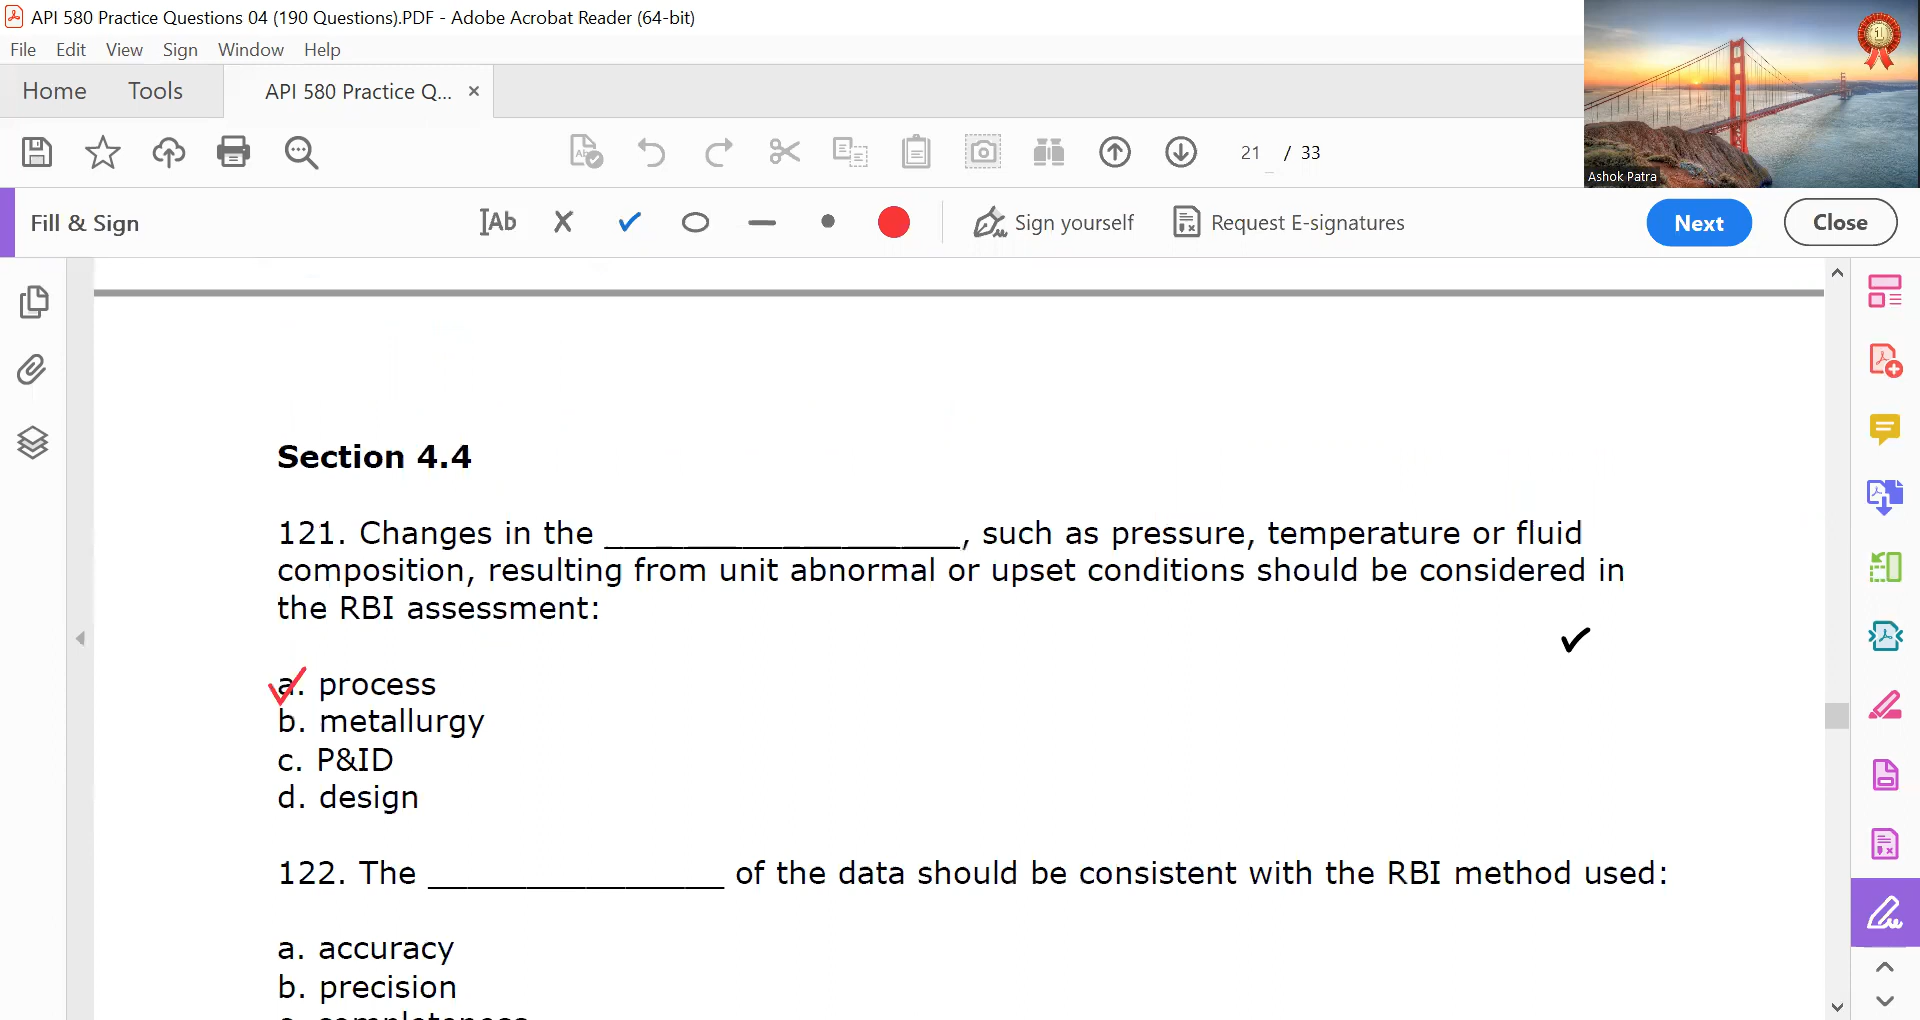 API 580 Practice Questions 04 (190 Questions).PDF - Adobe Acrobat Reader (64-bit)
File Edit View Sign Window Help
Home Tools API 580 Practice Q... ×
21 / 33
Ashok Patra
Fill & Sign Ab Sign yourself Request E-signatures Next Close
Section 4.4
121. Changes in the __________________, such as pressure, temperature or fluid
composition, resulting from unit abnormal or upset conditions should be considered in
the RBI assessment:
a. process
b. metallurgy
c. P&ID
d. design
122. The _______________ of the data should be consistent with the RBI method used:
a. accuracy
b. precision